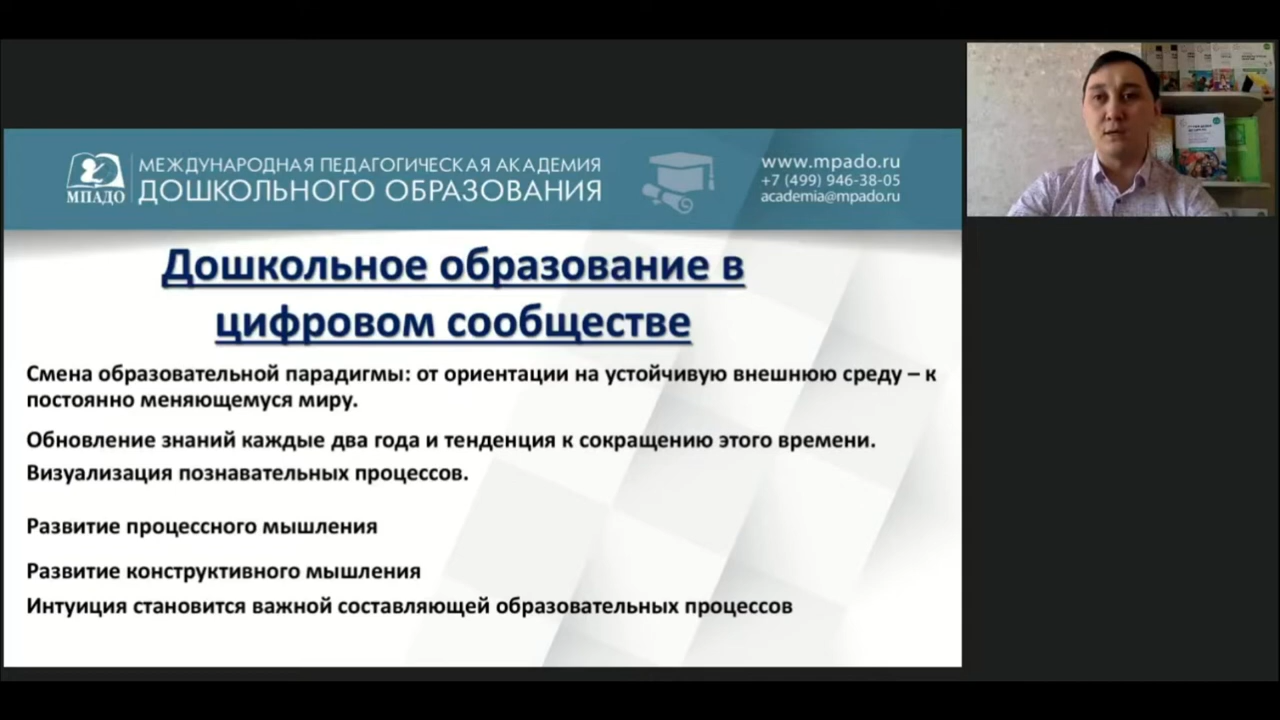 МПАДО
МЕЖДУНАРОДНАЯ ПЕДАГОГИЧЕСКАЯ АКАДЕМИЯ
ДОШКОЛЬНОГО ОБРАЗОВАНИЯ
www.mpado.ru
+7 (499) 946-38-05
academia@mpado.ru
Дошкольное образование в
цифровом сообществе
Смена образовательной парадигмы: от ориентации на устойчивую внешнюю среду – к
постоянно меняющемуся миру.
Обновление знаний каждые два года и тенденция к сокращению этого времени.
Визуализация познавательных процессов.
Развитие процессного мышления
Развитие конструктивного мышления
Интуиция становится важной составляющей образовательных процессов